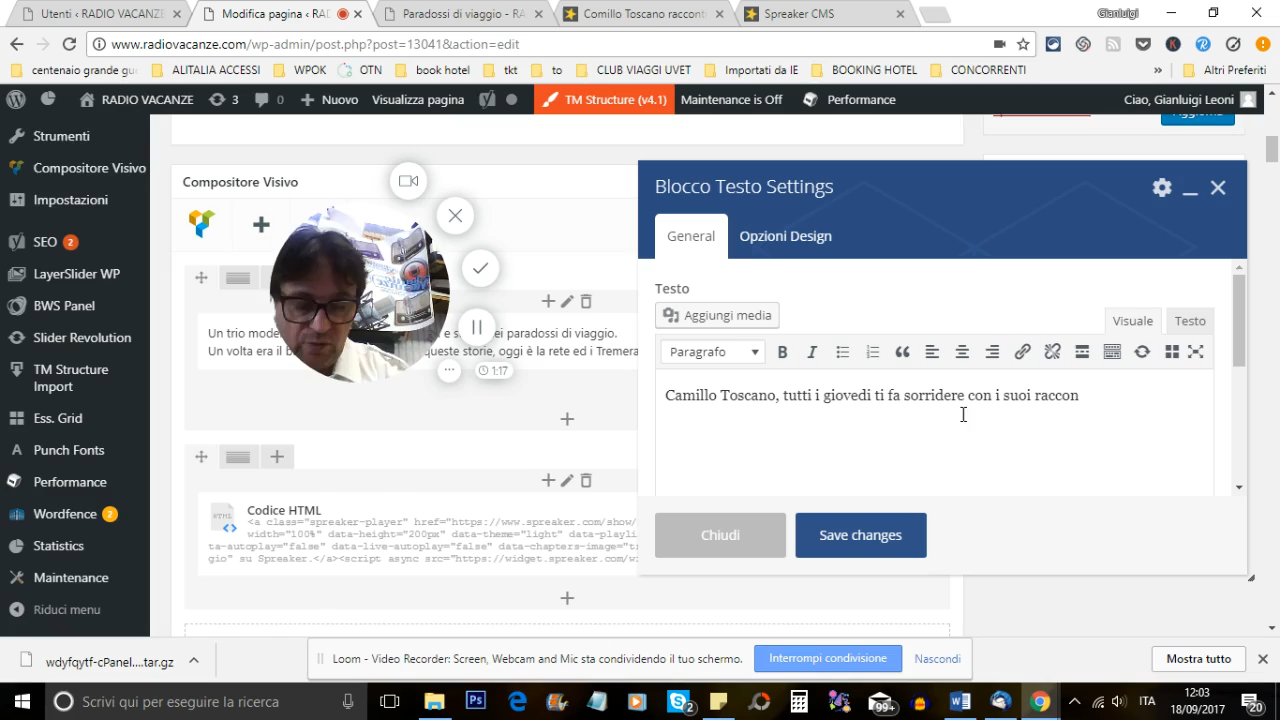 Utenti ‹ RADIO VACANZE
Modifica pagina ‹ RAD
Paradossi di viaggio - RA
Comillo Toscano raccont
Spreaker CMS
Gianluigi
www.radiovacanze.com/wp-admin/post.php?post=13041&action=edit
centenaio grande gu
ALITALIA ACCESSI
WPOK
OTN
book hotel
tkt
to
CLUB VIAGGI UVET
Importati da IE
BOOKING HOTEL
CONCORRENTI
»
Altri Preferiti
RADIO VACANZE
3
0
Nuovo
Visualizza pagina
TM Structure (v4.1)
Maintenance is Off
Performance
Ciao, Gianluigi Leoni
Strumenti
Compositore Visivo
Impostazioni
SEO 2
LayerSlider WP
BWS Panel
Slider Revolution
TM Structure
Import
Ess. Grid
Punch Fonts
Performance
Wordfence 2
Statistics
Maintenance
Riduci menu
Compositore Visivo
Un trio mode
e s
ei paradossi di viaggio.
Un volta era il b
queste storie, oggi è la rete ed i Tremera
1:17
Codice HTML
<a class="spreaker-player" href="https://www.spreaker.com/show/
width="100%" data-height="200px" data-theme="light" data-playli
ta-autoplay="false" data-live-autoplay="false" data-chapters-image="tr
gio" su Spreaker.</a><script async src="https://widget.spreaker.com/wi
Blocco Testo Settings
General
Opzioni Design
Testo
Aggiungi media
Visuale
Testo
Paragrafo
B
I
Camillo Toscano, tutti i giovedì ti fa sorridere con i suoi raccon
Chiudi
Save changes
wdyfqytf-cPanel....tar.gz
Loom - Video Recorder: Screen, Webcam and Mic sta condividendo il tuo schermo.
Interrompi condivisione
Nascondi
Mostra tutto
Scrivi qui per eseguire la ricerca
2
99+
ITA
12:03
18/09/2017
20